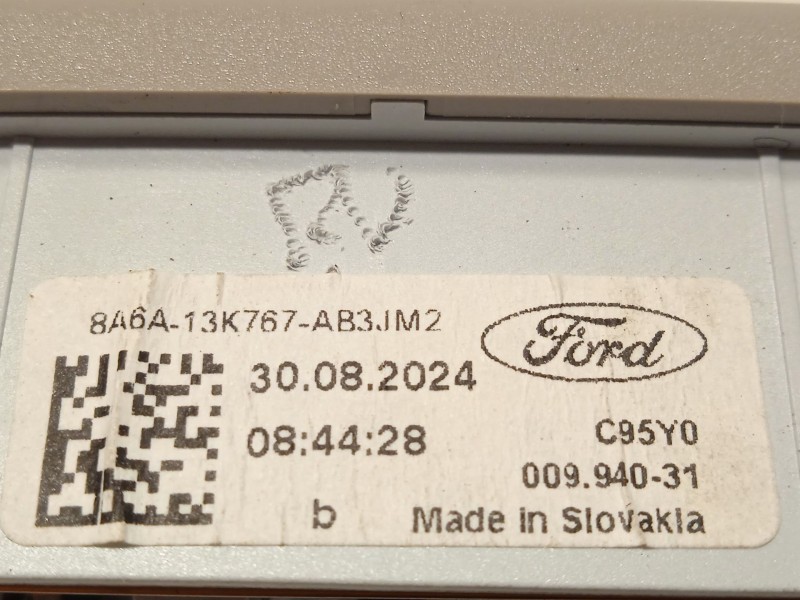 8A6A-13K767-AB3JM2
Ford
30.08.2024
08:44:28
C95Y0
009.940-31
b
Made in Slovakia